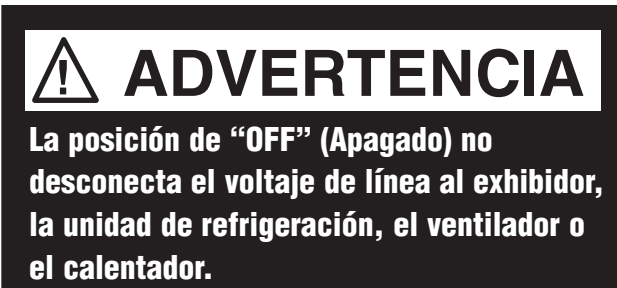 ADVERTENCIA
La posición de “OFF” (Apagado) no
desconecta el voltaje de línea al exhibidor,
la unidad de refrigeración, el ventilador o
el calentador.